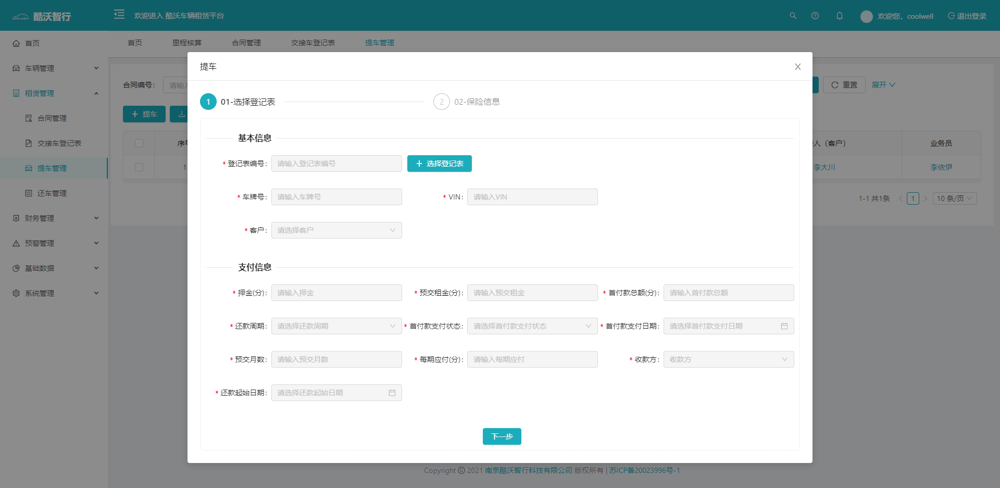 COOLWELL 酷沃智行
欢迎进入 酷沃车辆租赁平台
欢迎您，coolwell
退出登录
首页
车辆管理
租赁管理
合同管理
交接车登记表
提车管理
还车管理
财务管理
预警管理
基础数据
系统管理
首页 里程核算 合同管理 交接车登记表 提车管理
合同编号：
请输入
重置
展开
提车
序号
人（客户）
业务员
1
李大川
李依伊
1-1 共1条
1
10 条/页
提车
X
1 01-选择登记表
2 02-保险信息
基本信息
* 登记表编号： 请输入登记表编号
+ 选择登记表
* 车牌号： 请输入车牌号
* VIN： 请输入VIN
* 客户： 请选择客户
支付信息
* 押金(分)： 请输入押金
* 预交租金(分)： 请输入预交租金
* 首付款总额(分)： 请输入首付款总额
* 还款周期： 请选择还款周期
* 首付款支付状态： 请选择首付款支付状态
* 首付款支付日期： 请选择首付款支付日期
* 预交月数： 请输入预交月数
* 每期应付(分)： 请输入每期应付
* 收款方： 收款方
* 还款起始日期： 请选择还款起始日期
下一步
Copyright © 2021 南京酷沃智行科技有限公司 版权所有 | 苏ICP备20023996号-1